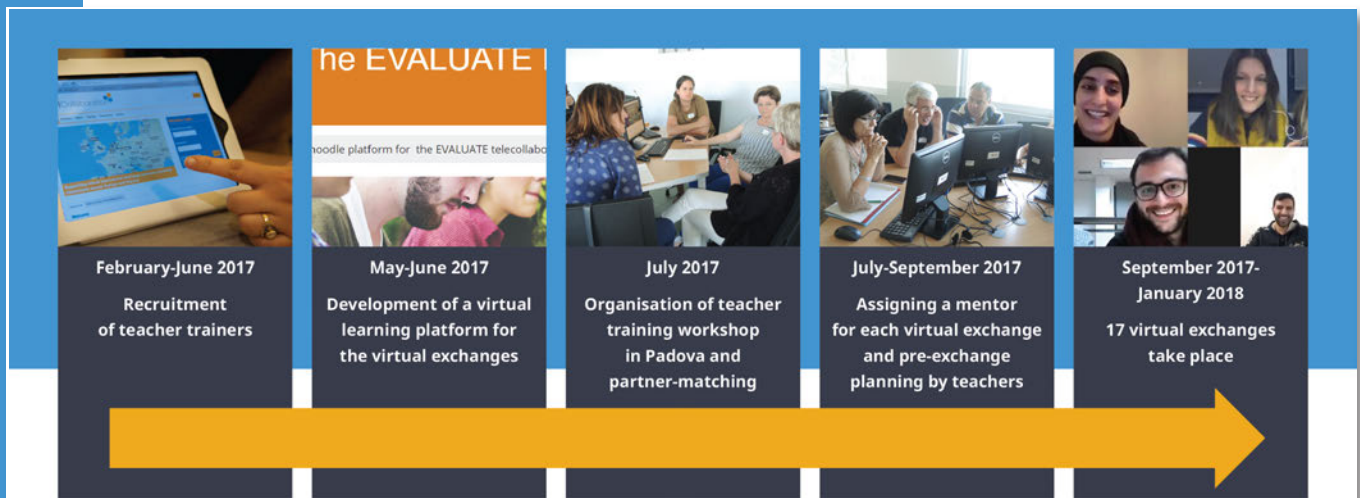 he EVALUATE
moodle platform for the EVALUATE telecollabo
February-June 2017
Recruitment
of teacher trainers
May-June 2017
Development of a virtual
learning platform for
the virtual exchanges
July 2017
Organisation of teacher
training workshop
in Padova and
partner-matching
July-September 2017
Assigning a mentor
for each virtual exchange
and pre-exchange
planning by teachers
September 2017-
January 2018
17 virtual exchanges
take place